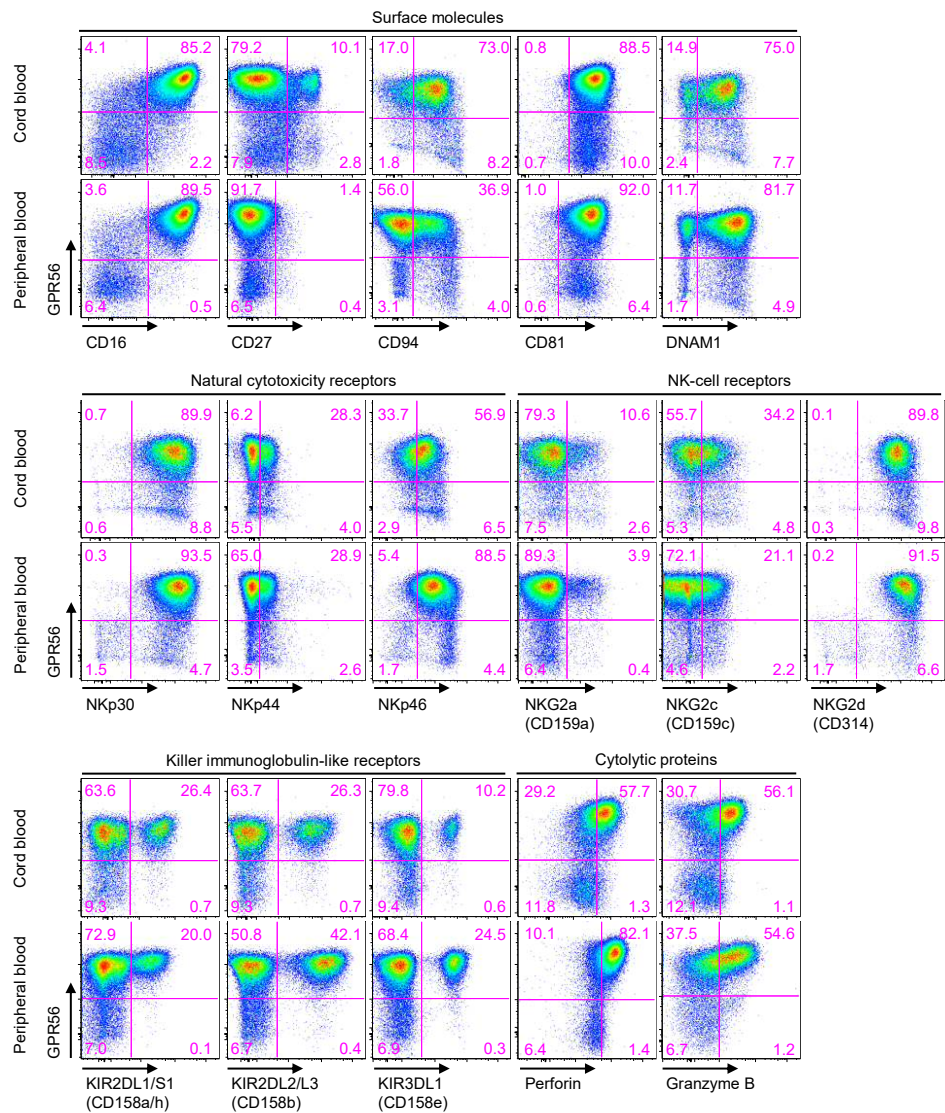 Surface molecules
Cord blood
4.1 85.2 79.2 10.1 17.0 73.0 0.8 88.5 14.9 75.0
2.2 7.9 2.8 1.8 8.2 0.7 10.0 2.4 7.7
Peripheral blood
GPR56
3.6 89.5 91.7 1.4 56.0 36.9 1.0 92.0 11.7 81.7
6.4 0.5 6.5 0.4 3.1 4.0 0.6 6.4 1.7 4.9
CD16 CD27 CD94 CD81 DNAM1
Natural cytotoxicity receptors NK-cell receptors
Cord blood
0.7 89.9 6.2 28.3 33.7 56.9 79.3 10.6 55.7 34.2 0.1 89.8
0.6 8.8 5.5 4.0 2.9 6.5 7.5 2.6 5.3 4.8 0.3 9.8
Peripheral blood
GPR56
0.3 93.5 65.0 28.9 5.4 88.5 89.3 3.9 72.1 21.1 0.2 91.5
1.5 4.7 3.5 2.6 1.7 4.4 6.4 0.4 4.6 2.2 1.7 6.6
NKp30 NKp44 NKp46 NKG2a NKG2c NKG2d
(CD159a) (CD159c) (CD314)
Killer immunoglobulin-like receptors Cytolytic proteins
Cord blood
63.6 26.4 63.7 26.3 79.8 10.2 29.2 57.7 30.7 56.1
9.3 0.7 9.3 0.7 9.4 0.6 11.8 1.3 12.1 1.1
Peripheral blood
GPR56
72.9 20.0 50.8 42.1 68.4 24.5 10.1 82.1 37.5 54.6
7.0 0.1 6.7 0.4 6.9 0.3 6.4 1.4 6.7 1.2
KIR2DL1/S1 KIR2DL2/L3 KIR3DL1 Perforin Granzyme B
(CD158a/h) (CD158b) (CD158e)